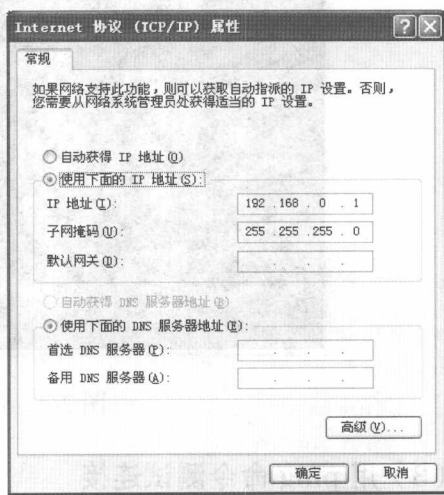 Internet 协议 (TCP/IP) 属性
常规
如果网络支持此功能，则可以获取自动指派的 IP 设置。否则，
您需要从网络系统管理员处获得适当的 IP 设置。
自动获得 IP 地址(O)
使用下面的 IP 地址(S):
IP 地址(I): 192 .168 . 0 . 1
子网掩码(U): 255 .255 .255 . 0
默认网关(D): . . .
自动获得 DNS 服务器地址(B)
使用下面的 DNS 服务器地址(E):
首选 DNS 服务器(P): . . .
备用 DNS 服务器(A): . . .
高级(V)...
确定 取消